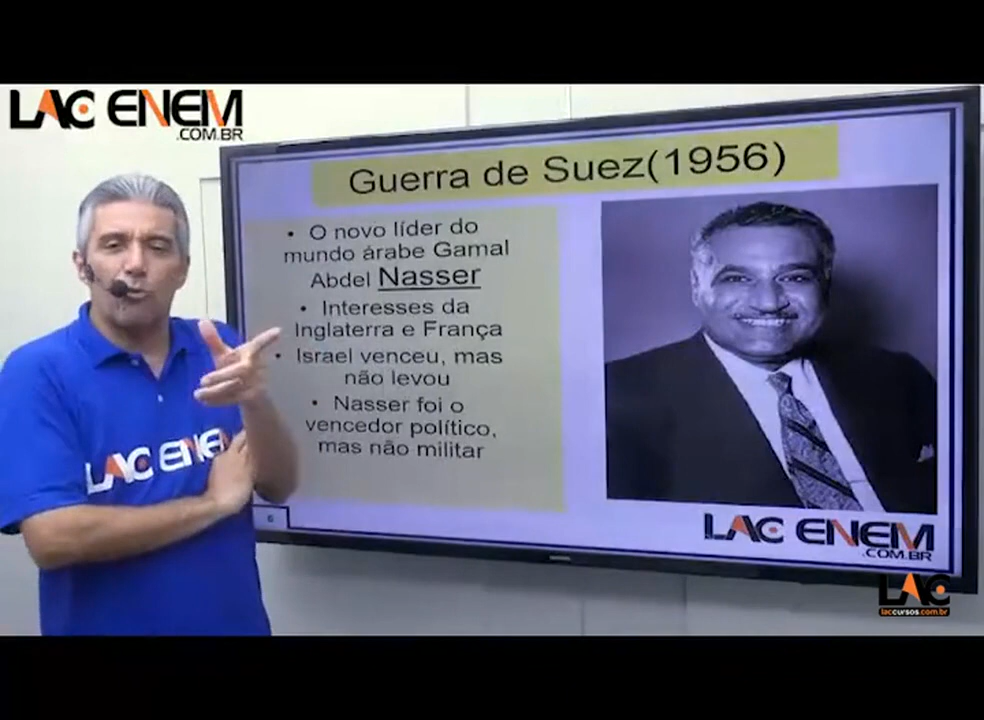 LAC ENEM
.COM.BR
Guerra de Suez(1956)
• O novo líder do
mundo árabe Gamal
Abdel Nasser
• Interesses da
Inglaterra e França
• Israel venceu, mas
não levou
• Nasser foi o
vencedor político,
mas não militar
LAC ENEM
6
LAC ENEM
.COM.BR
LAC
laccursos.com.br